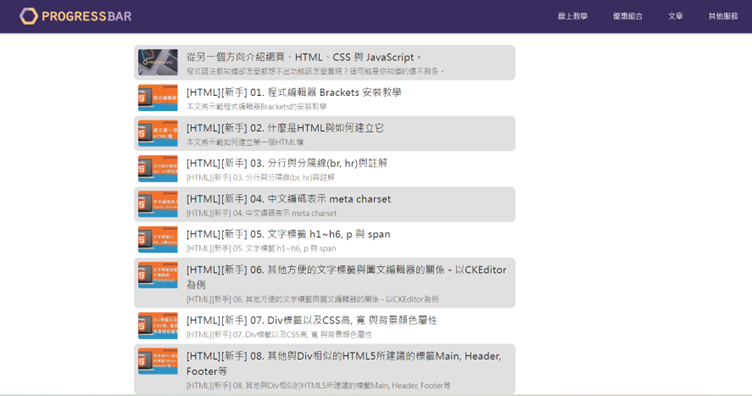 PROGRESSBAR
線上教學 優惠組合 文章 其他服務
從另一個方向介紹網頁、HTML、CSS 與 JavaScript。
程式語法都知道卻怎麼都想不出功能該怎麼實現?這可能是你知道的還不夠多。
[HTML][新手] 01. 程式編輯器 Brackets 安裝教學
本文將示範程式編輯器Brackets的安裝教學
[HTML][新手] 02. 什麼是HTML與如何建立它
本文將示範如何建立第一個HTML檔
[HTML][新手] 03. 分行與分隔線(br, hr)與註解
[HTML][新手] 03. 分行與分隔線(br, hr)與註解
[HTML][新手] 04. 中文編碼表示 meta charset
[HTML][新手] 04. 中文編碼表示 meta charset
[HTML][新手] 05. 文字標籤 h1~h6, p 與 span
[HTML][新手] 05. 文字標籤 h1~h6, p 與 span
[HTML][新手] 06. 其他方便的文字標籤與圖文編輯器的關係 - 以CKEditor
為例
[HTML][新手] 06. 其他方便的文字標籤與圖文編輯器的關係 - 以CKEditor為例
[HTML][新手] 07. Div標籤以及CSS高, 寬 與背景顏色屬性
[HTML][新手] 07. Div標籤以及CSS高, 寬 與背景顏色屬性
[HTML][新手] 08. 其他與Div相似的HTML5所建議的標籤Main, Header,
Footer等
[HTML][新手] 08. 其他與Div相似的HTML5所建議的標籤Main, Header, Footer等